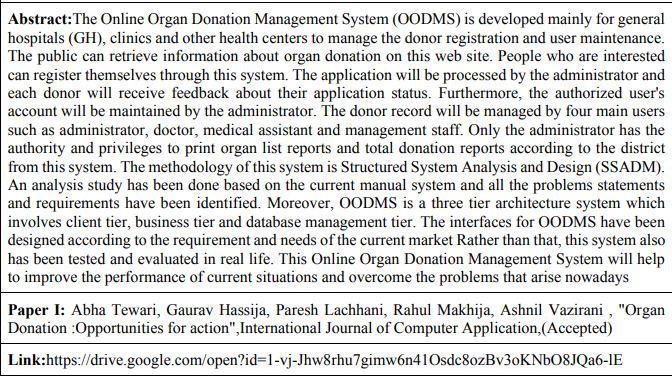 Abstract:The Online Organ Donation Management System (OODMS) is developed mainly for general
hospitals (GH), clinics and other health centers to manage the donor registration and user maintenance.
The public can retrieve information about organ donation on this web site. People who are interested
can register themselves through this system. The application will be processed by the administrator and
each donor will receive feedback about their application status. Furthermore, the authorized user's
account will be maintained by the administrator. The donor record will be managed by four main users
such as administrator, doctor, medical assistant and management staff. Only the administrator has the
authority and privileges to print organ list reports and total donation reports according to the district
from this system. The methodology of this system is Structured System Analysis and Design (SSADM).
An analysis study has been done based on the current manual system and all the problems statements
and requirements have been identified. Moreover, OODMS is a three tier architecture system which
involves client tier, business tier and database management tier. The interfaces for OODMS have been
designed according to the requirement and needs of the current market Rather than that, this system also
has been tested and evaluated in real life. This Online Organ Donation Management System will help
to improve the performance of current situations and overcome the problems that arise nowadays
Paper I: Abha Tewari, Gaurav Hassija, Paresh Lachhani, Rahul Makhija, Ashnil Vazirani , "Organ
Donation :Opportunities for action",International Journal of Computer Application,(Accepted)
Link:https://drive.google.com/open?id=1-vj-Jhw8rhu7gimw6n41Osdc8ozBv3oKNbO8JQa6-lE